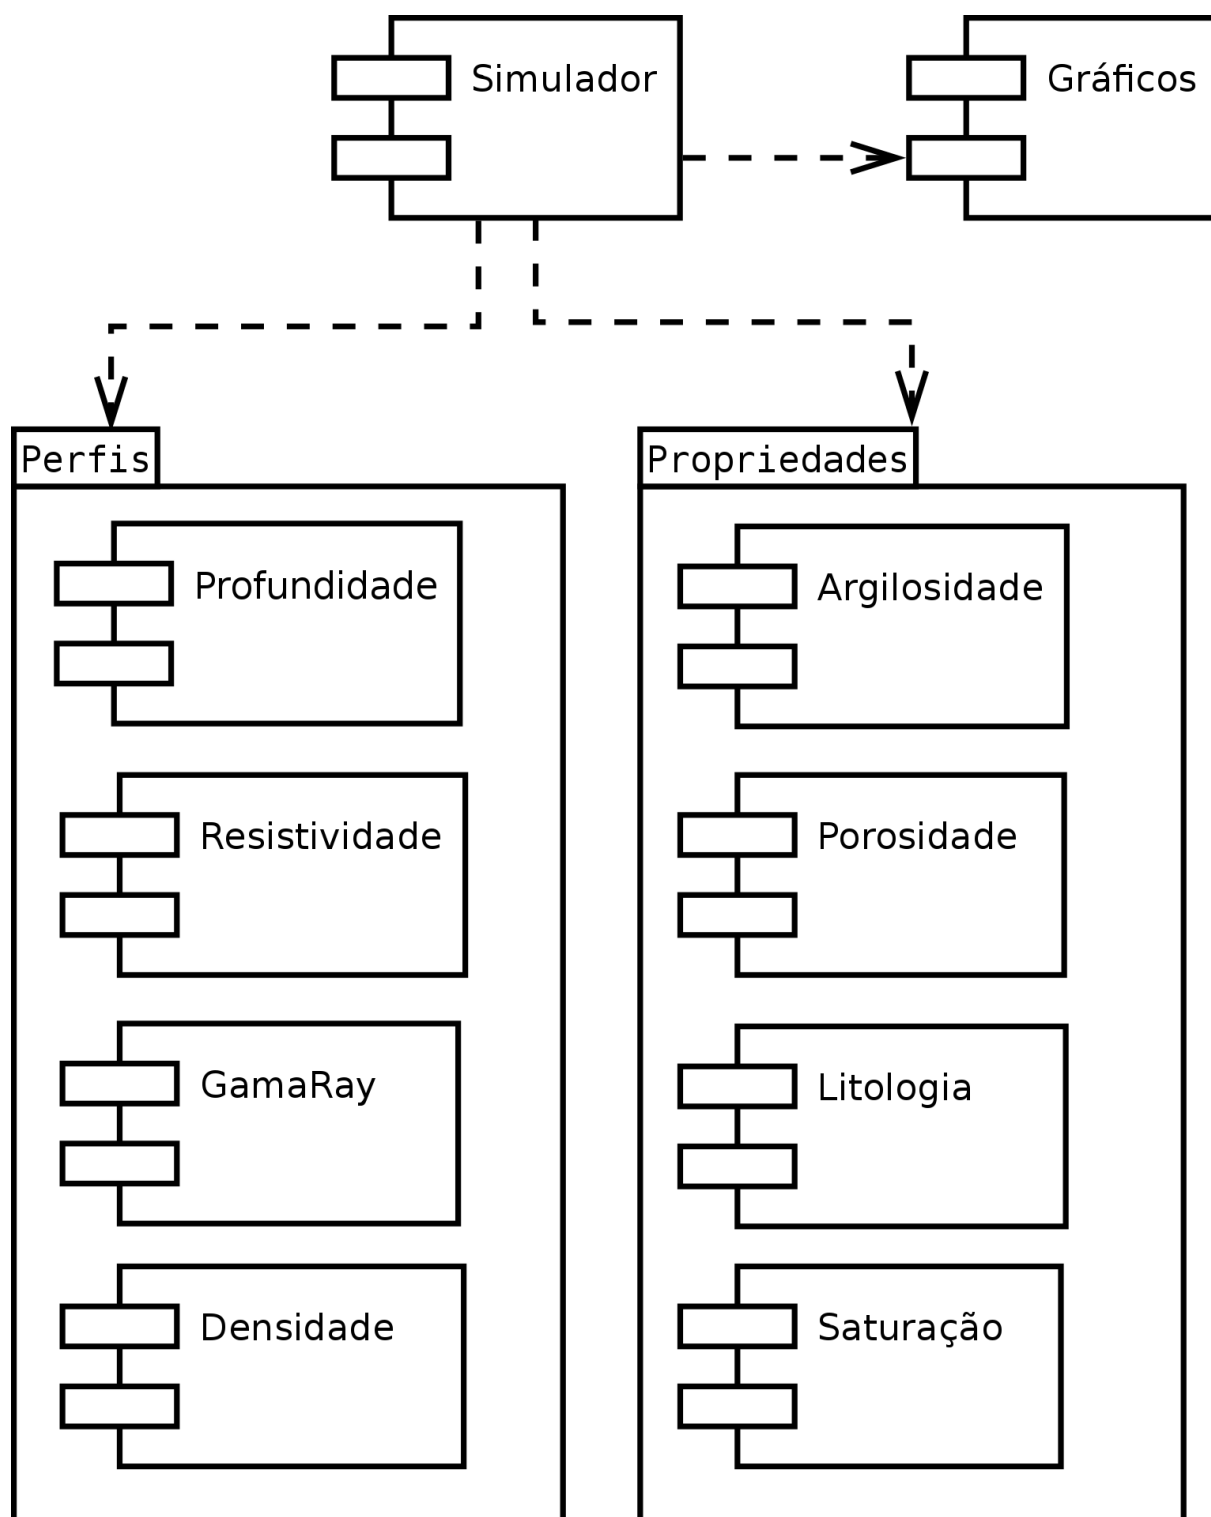 Simulador
Gráficos
Perfis
Propriedades
Profundidade
Argilosidade
Resistividade
Porosidade
GamaRay
Litologia
Densidade
Saturação